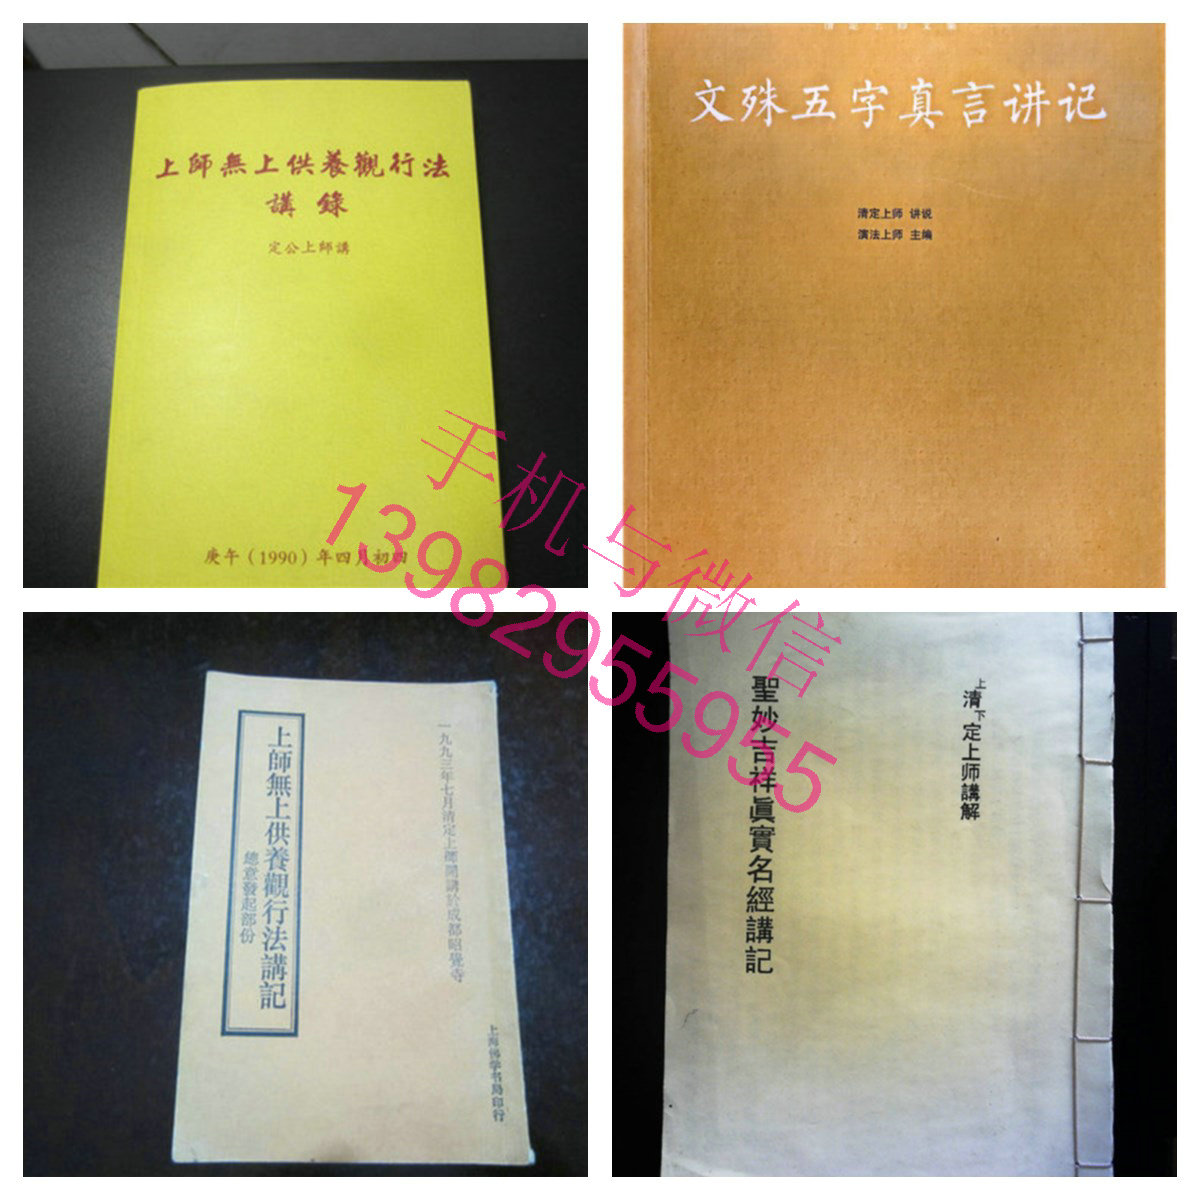 上師無上供養觀行法
講錄
定公上師講
庚午（1990）年四月初四
文殊五字真言讲记
清定上师 讲说
演法上师 主编
上師無上供養觀行法講記
總意發起部份
一九九三年七月清定上師開講於成都昭覺寺
上海佛学书局印行
上清下定上师講解
聖妙吉祥眞實名經講記
手机与微信
13982955955